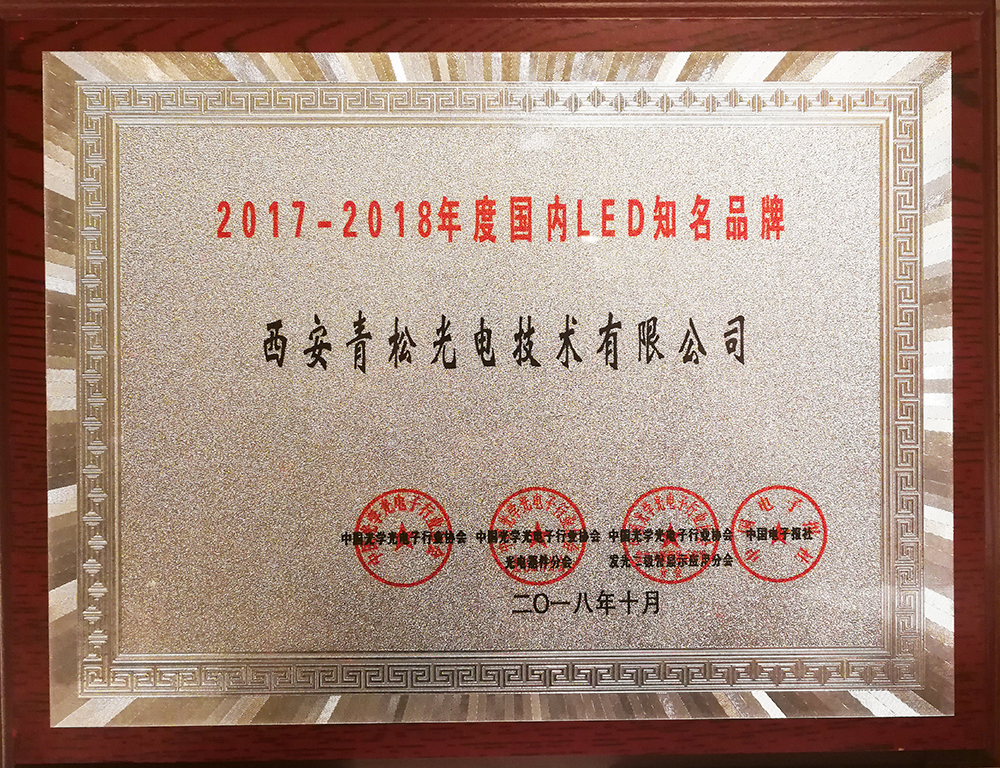 2017-2018年度国内LED知名品牌
西安青松光电技术有限公司
中国光学光电子行业协会 中国光学光电子行业协会 中国光学光电子行业协会 中国电子报社
光电器件分会 发光二极管显示应用分会
二〇一八年十月